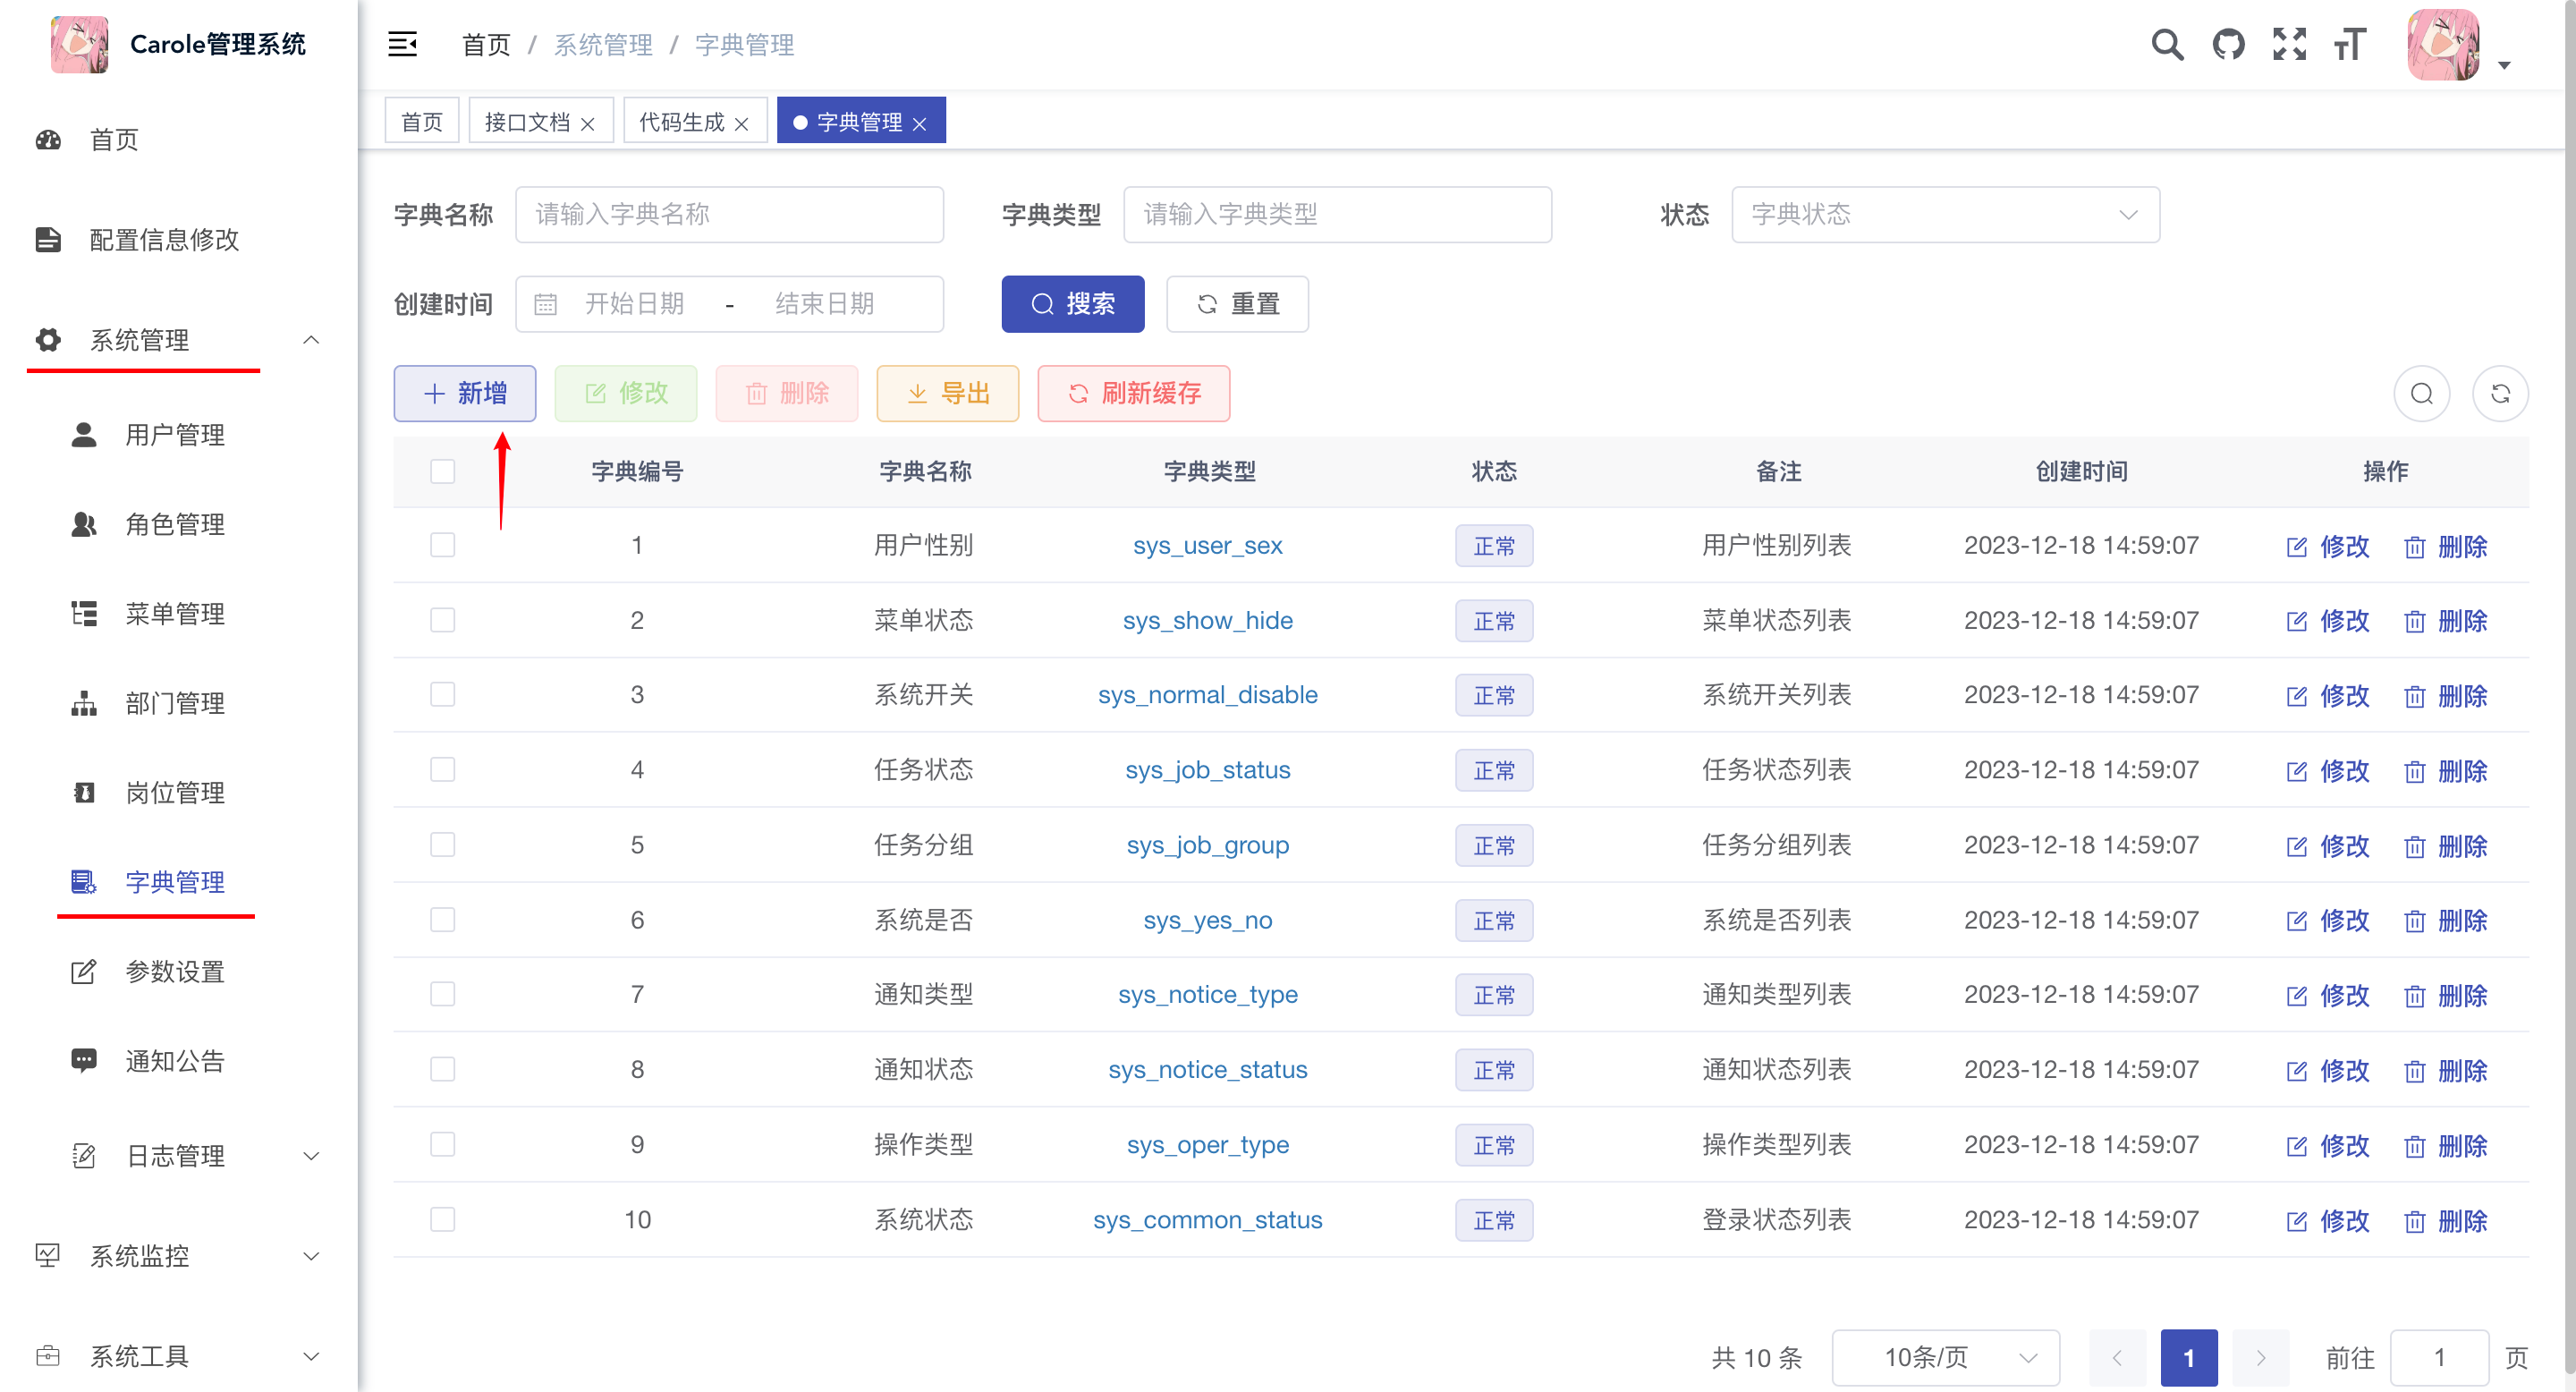 Carole管理系统
首页 / 系统管理 / 字典管理
首页
接口文档
代码生成
字典管理
首页
配置信息修改
系统管理
用户管理
角色管理
菜单管理
部门管理
岗位管理
字典管理
参数设置
通知公告
日志管理
系统监控
系统工具
字典名称 请输入字典名称 字典类型 请输入字典类型 状态 字典状态
创建时间 开始日期 - 结束日期 搜索 重置
新增 修改 删除 导出 刷新缓存
字典编号 字典名称 字典类型 状态 备注 创建时间 操作
1 用户性别 sys_user_sex 正常 用户性别列表 2023-12-18 14:59:07 修改 删除
2 菜单状态 sys_show_hide 正常 菜单状态列表 2023-12-18 14:59:07 修改 删除
3 系统开关 sys_normal_disable 正常 系统开关列表 2023-12-18 14:59:07 修改 删除
4 任务状态 sys_job_status 正常 任务状态列表 2023-12-18 14:59:07 修改 删除
5 任务分组 sys_job_group 正常 任务分组列表 2023-12-18 14:59:07 修改 删除
6 系统是否 sys_yes_no 正常 系统是否列表 2023-12-18 14:59:07 修改 删除
7 通知类型 sys_notice_type 正常 通知类型列表 2023-12-18 14:59:07 修改 删除
8 通知状态 sys_notice_status 正常 通知状态列表 2023-12-18 14:59:07 修改 删除
9 操作类型 sys_oper_type 正常 操作类型列表 2023-12-18 14:59:07 修改 删除
10 系统状态 sys_common_status 正常 登录状态列表 2023-12-18 14:59:07 修改 删除
共 10 条 10条/页 1 前往 1 页